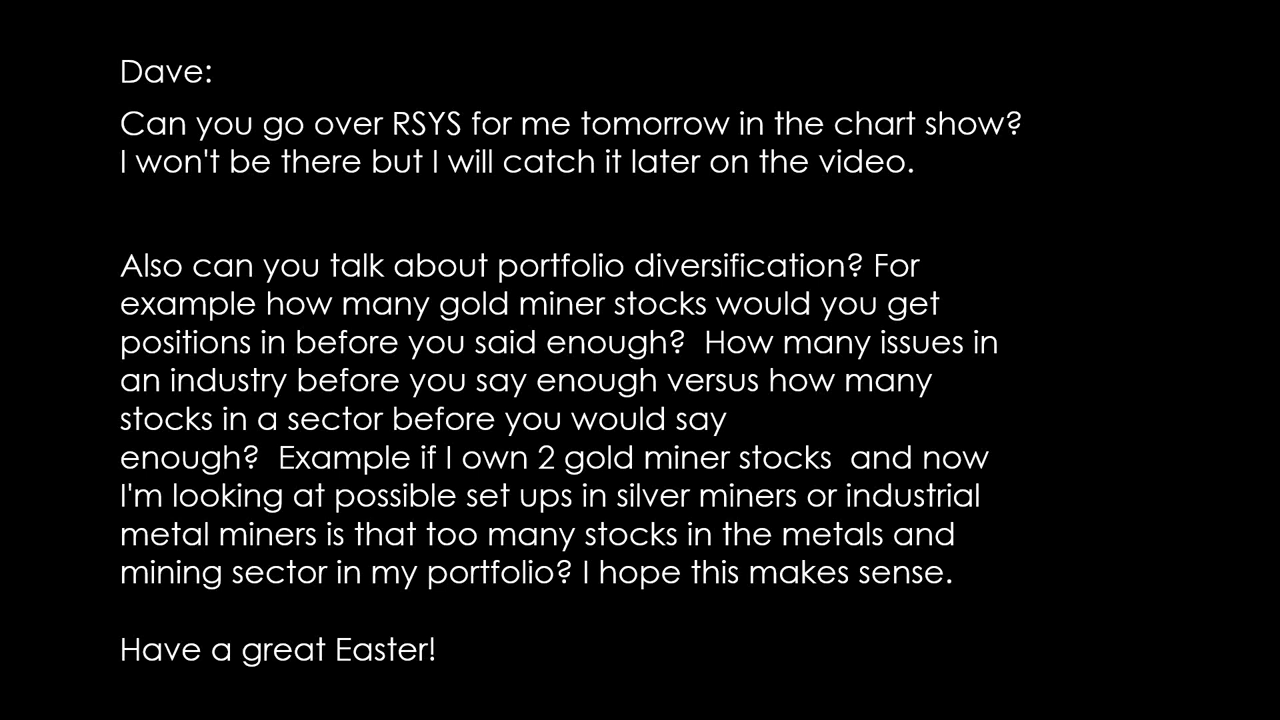 Dave:
Can you go over RSYS for me tomorrow in the chart show?
I won't be there but I will catch it later on the video.
Also can you talk about portfolio diversification? For
example how many gold miner stocks would you get
positions in before you said enough?  How many issues in
an industry before you say enough versus how many
stocks in a sector before you would say
enough?  Example if I own 2 gold miner stocks  and now
I'm looking at possible set ups in silver miners or industrial
metal miners is that too many stocks in the metals and
mining sector in my portfolio? I hope this makes sense.
Have a great Easter!